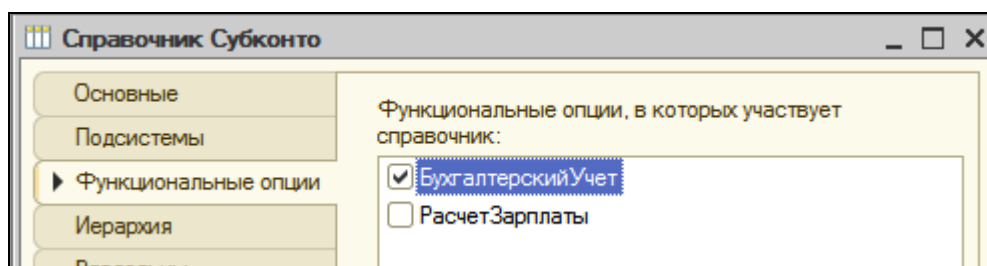 Справочник Субконто
Основные
Подсистемы
Функциональные опции
Иерархия
Функциональные опции, в которых участвует
справочник:
БухгалтерскийУчет
РасчетЗарплаты